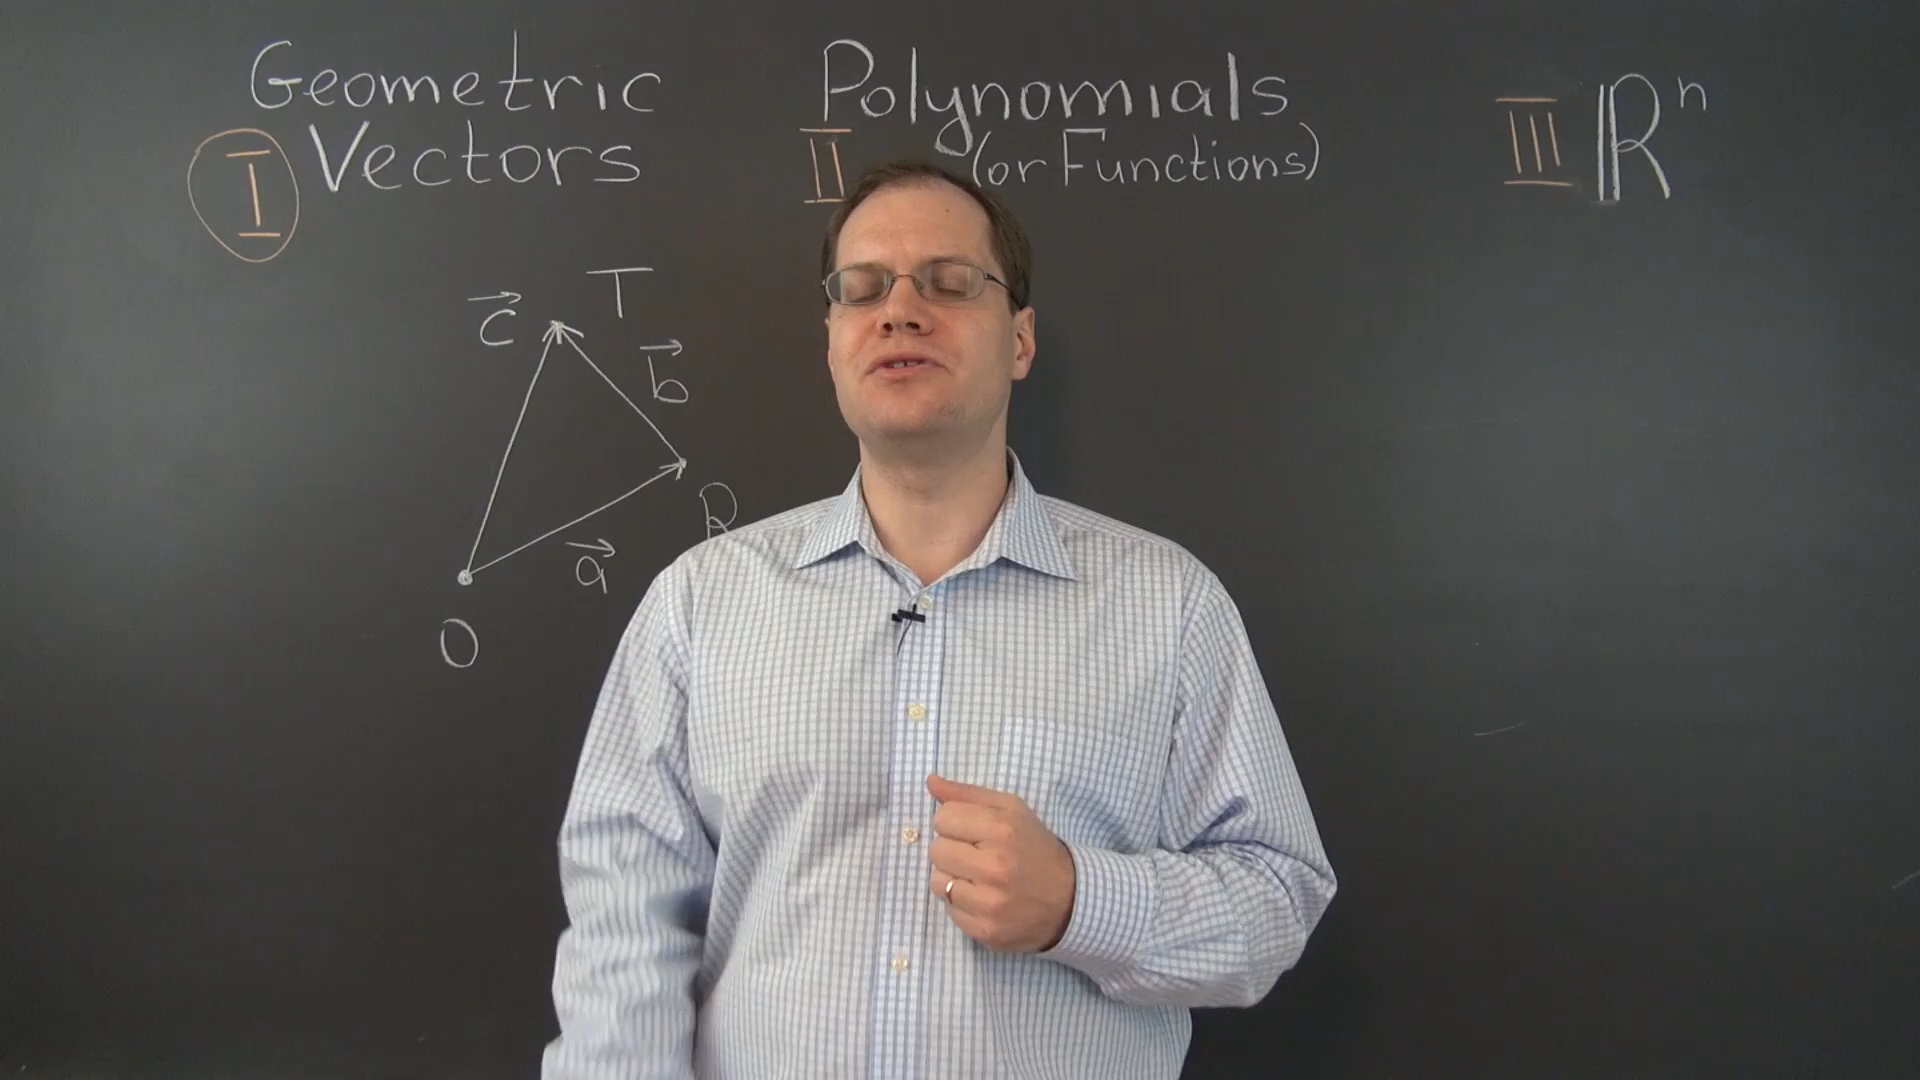 Geometric
Vectors
I
Polynomials
(or Functions)
II
III ℝⁿ
T
c⃗
b⃗
R
a⃗
O